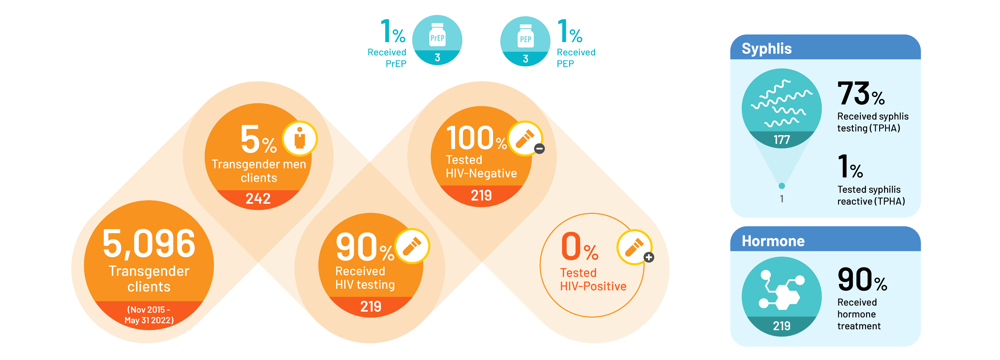 1%
Received
PrEP
PrEP
3
PEP
3
1%
Received
PEP
5,096
Transgender
clients
(Nov 2015 -
May 31 2022)
5%
Transgender men
clients
242
90%
Received
HIV testing
219
100%
Tested
HIV-Negative
219
0%
Tested
HIV-Positive
Syphlis
177
73%
Received syphlis
testing (TPHA)
1
1%
Tested syphilis
reactive (TPHA)
Hormone
219
90%
Received
hormone
treatment